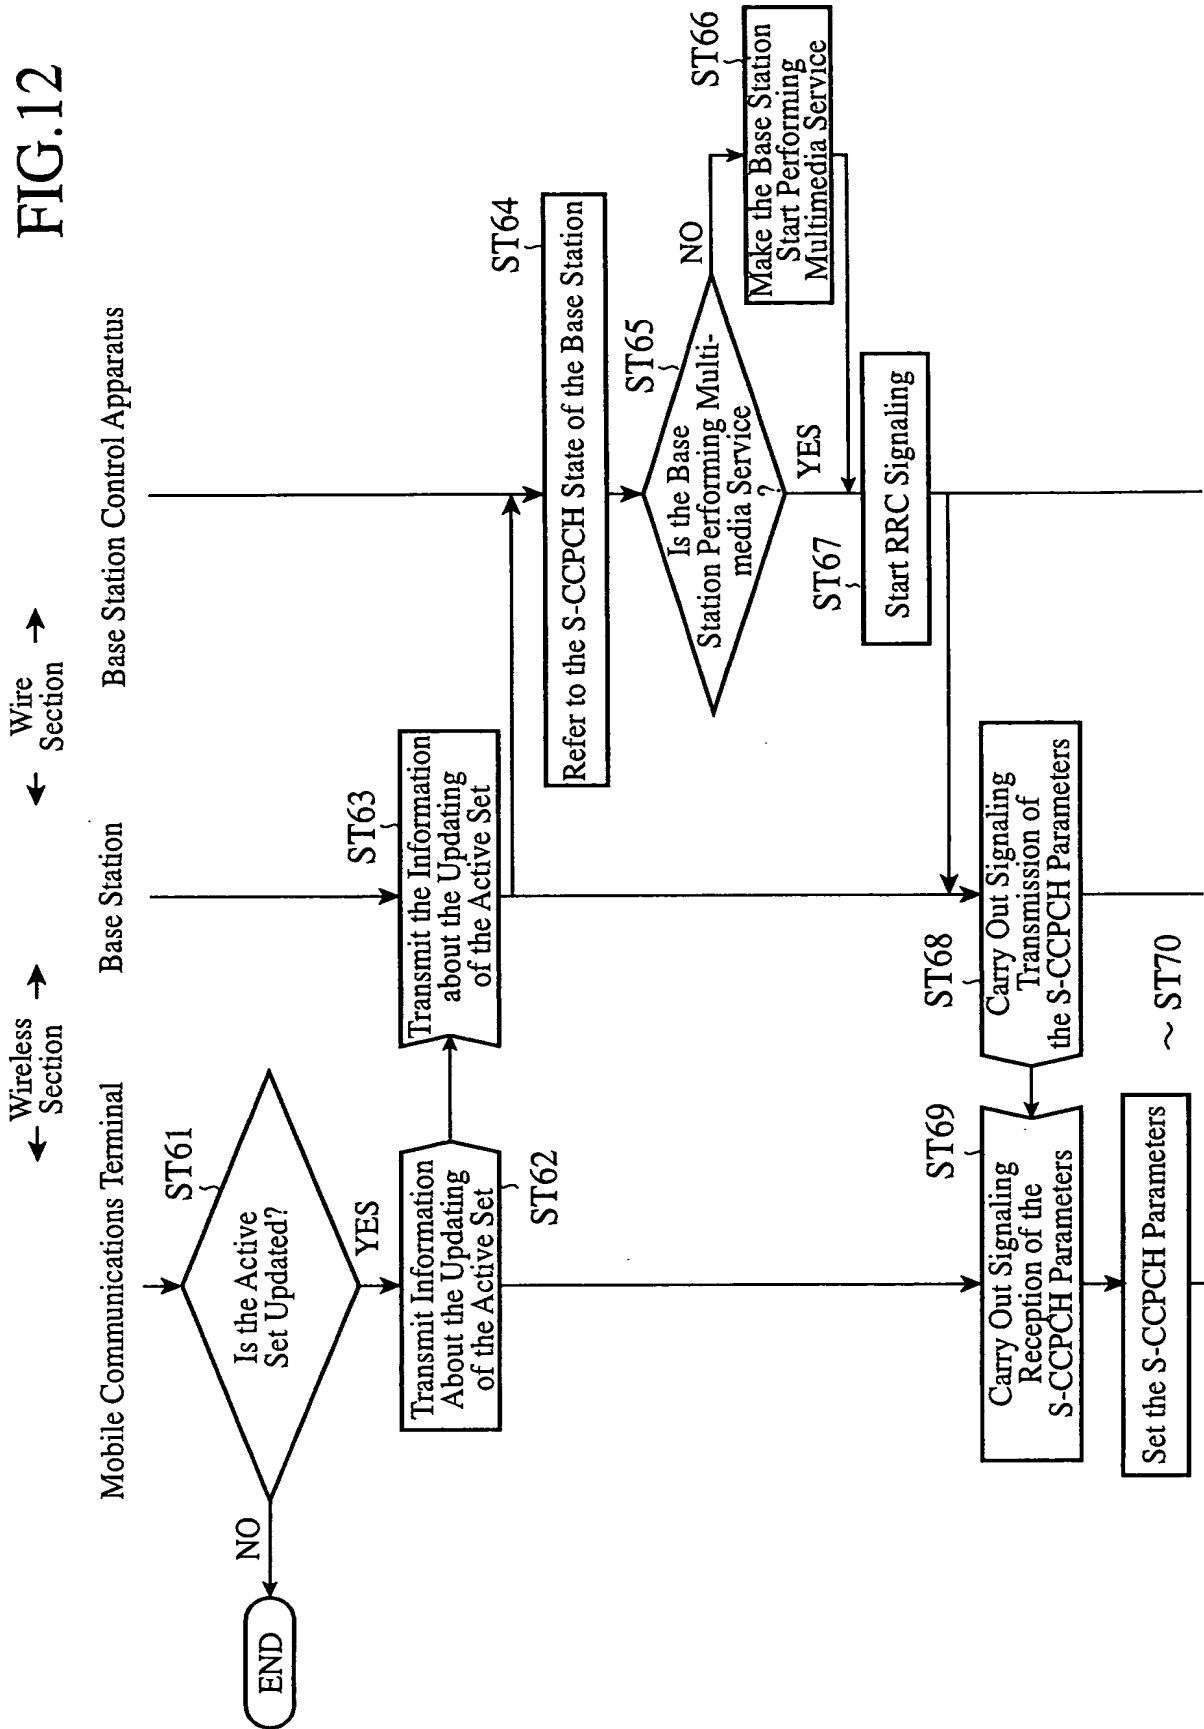 FIG.12
Wireless
Section
Wire
Section
Mobile Communications Terminal
Base Station
Base Station Control Apparatus
ST61
Is the Active
Set Updated?
NO
END
YES
Transmit Information
About the Updating
of the Active Set
ST62
ST63
Transmit the Information
about the Updating
of the Active Set
ST64
Refer to the S-CCPCH State of the Base Station
ST65
Is the Base
Station Performing Multi-
media Service
?
NO
ST66
Make the Base Station
Start Performing
Multimedia Service
YES
ST67
Start RRC Signaling
ST68
Carry Out Signaling
Transmission of
the S-CCPCH Parameters
ST69
Carry Out Signaling
Reception of the
S-CCPCH Parameters
Set the S-CCPCH Parameters
~ ST70